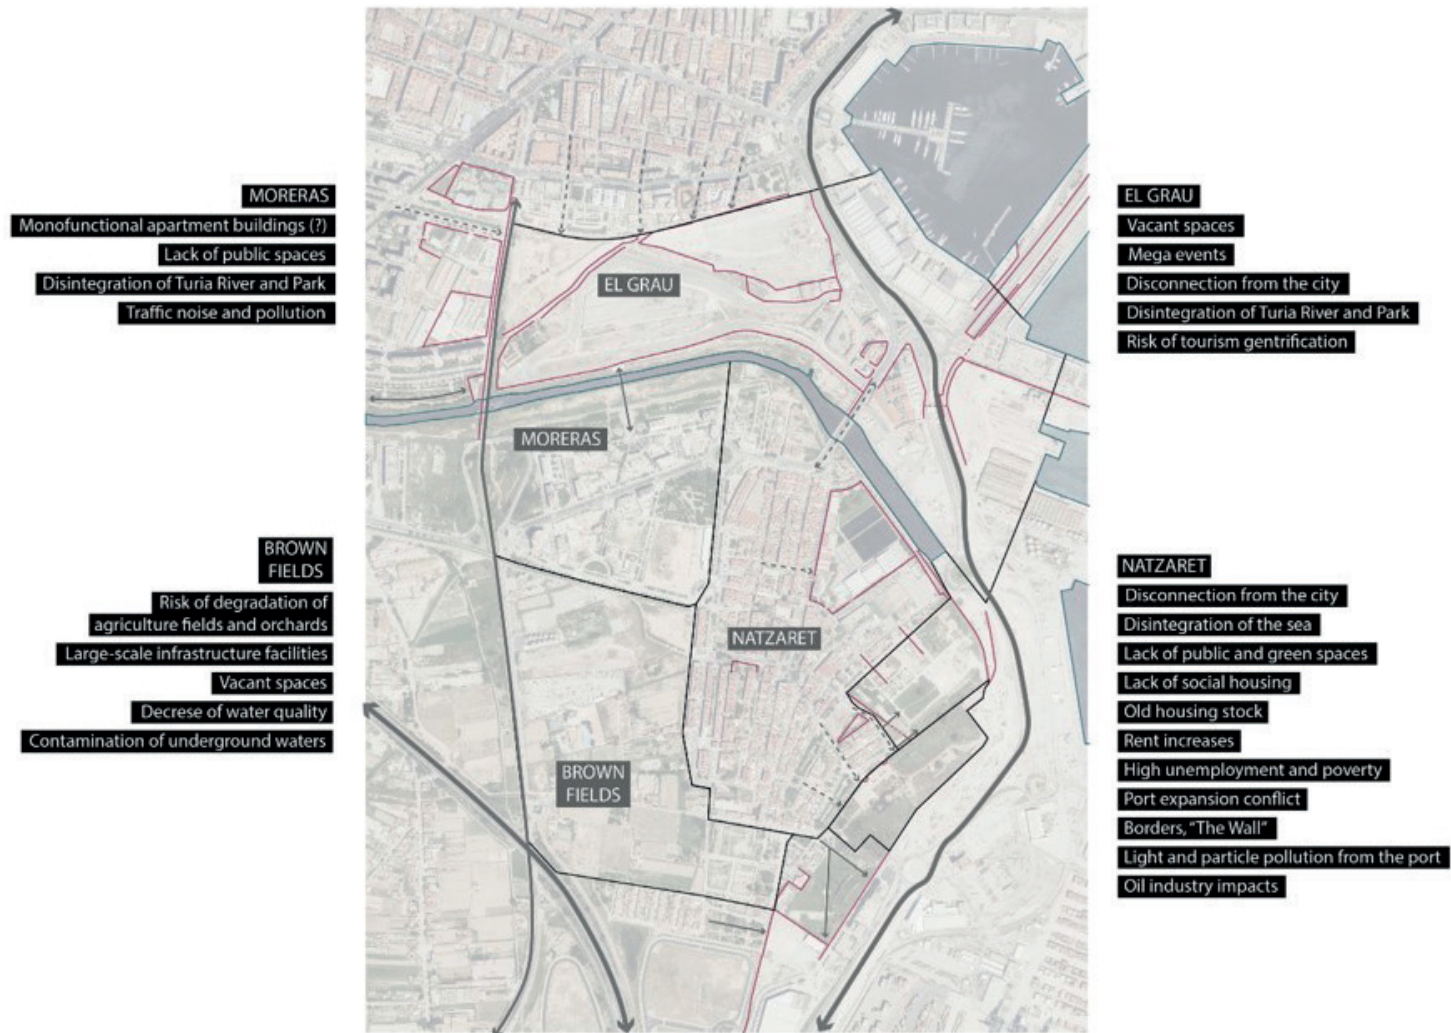 MORERAS
Monofunctional apartment buildings (?)
Lack of public spaces
Disintegration of Turia River and Park
Traffic noise and pollution
BROWN
FIELDS
Risk of degradation of
agriculture fields and orchards
Large-scale infrastructure facilities
Vacant spaces
Decrese of water quality
Contamination of underground waters
EL GRAU
MORERAS
NATZARET
BROWN
FIELDS
EL GRAU
Vacant spaces
Mega events
Disconnection from the city
Disintegration of Turia River and Park
Risk of tourism gentrification
NATZARET
Disconnection from the city
Disintegration of the sea
Lack of public and green spaces
Lack of social housing
Old housing stock
Rent increases
High unemployment and poverty
Port expansion conflict
Borders, "The Wall"
Light and particle pollution from the port
Oil industry impacts